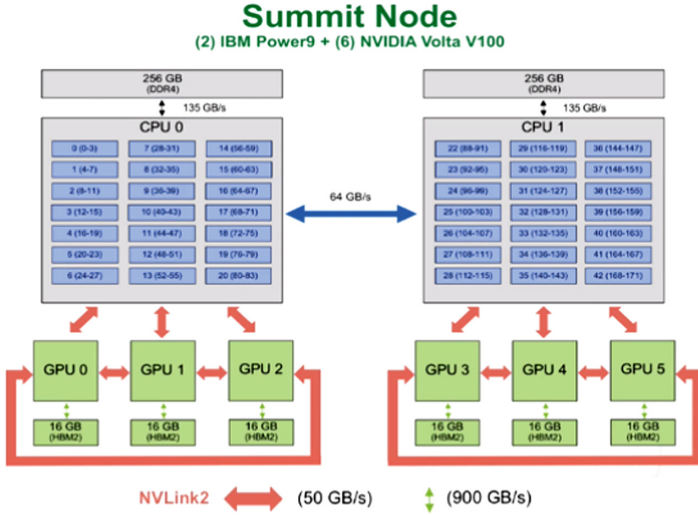 Summit Node
(2) IBM Power9 + (6) NVIDIA Volta V100
256 GB
(DDR4)
135 GB/s
CPU 0
0 (0-3) 7 (28-31) 14 (56-59)
1 (4-7) 8 (32-35) 15 (60-63)
2 (8-11) 9 (36-39) 16 (64-67)
3 (12-15) 10 (40-43) 17 (68-71)
4 (16-19) 11 (44-47) 18 (72-75)
5 (20-23) 12 (48-51) 19 (76-79)
6 (24-27) 13 (52-55) 20 (80-83)
64 GB/s
256 GB
(DDR4)
135 GB/s
CPU 1
22 (88-91) 29 (116-119) 36 (144-147)
23 (92-95) 30 (120-123) 37 (148-151)
24 (96-99) 31 (124-127) 38 (152-155)
25 (100-103) 32 (128-131) 39 (156-159)
26 (104-107) 33 (132-135) 40 (160-163)
27 (108-111) 34 (136-139) 41 (164-167)
28 (112-115) 35 (140-143) 42 (168-171)
GPU 0 GPU 1 GPU 2 GPU 3 GPU 4 GPU 5
16 GB 16 GB 16 GB 16 GB 16 GB 16 GB
(HBM2) (HBM2) (HBM2) (HBM2) (HBM2) (HBM2)
NVLink2 (50 GB/s) (900 GB/s)